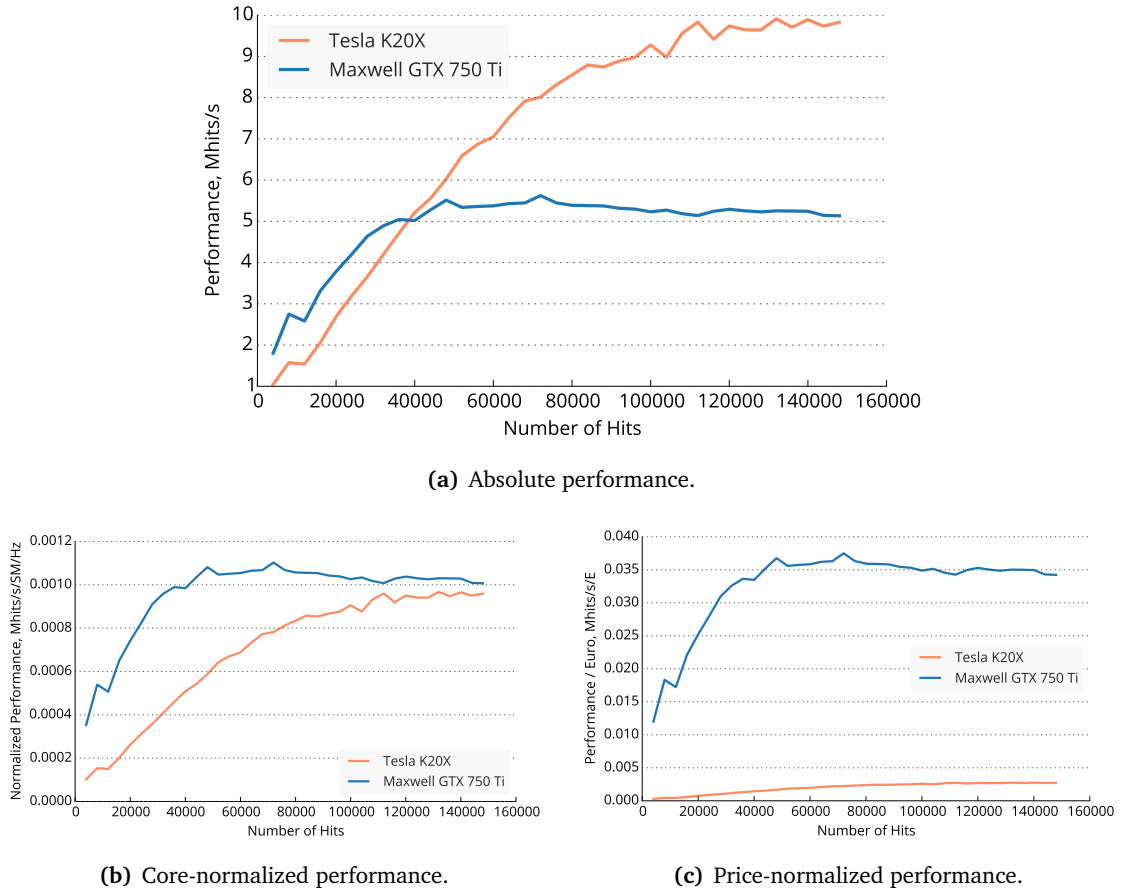 10
9
8
7
6
5
4
3
2
1
Performance, Mhits/s
Tesla K20X
Maxwell GTX 750 Ti
0 20000 40000 60000 80000 100000 120000 140000 160000
Number of Hits
(a) Absolute performance.
0.0012
0.0010
0.0008
0.0006
0.0004
0.0002
0.0000
Normalized Performance, Mhits/s/SM/Hz
Tesla K20X
Maxwell GTX 750 Ti
0 20000 40000 60000 80000 100000 120000 140000 160000
Number of Hits
(b) Core-normalized performance.
0.040
0.035
0.030
0.025
0.020
0.015
0.010
0.005
0.000
Performance / Euro, Mhits/s/E
Tesla K20X
Maxwell GTX 750 Ti
0 20000 40000 60000 80000 100000 120000 140000 160000
Number of Hits
(c) Price-normalized performance.